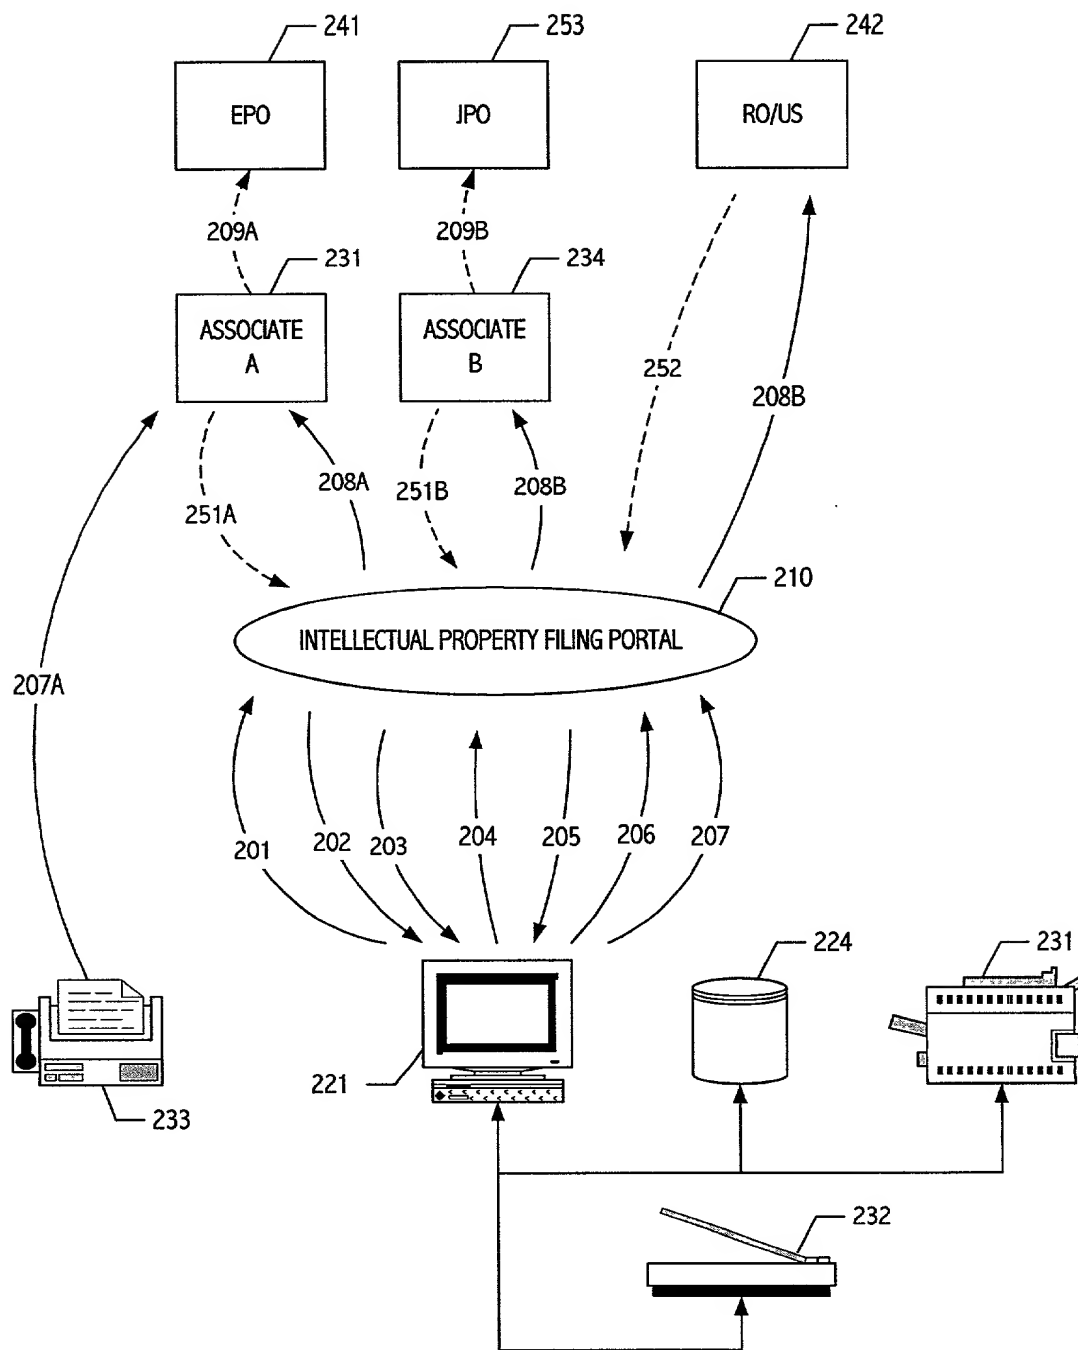 241
253
242
EPO
JPO
RO/US
209A
209B
231
234
ASSOCIATE
A
ASSOCIATE
B
252
208B
208A
251B
208B
251A
210
INTELLECTUAL PROPERTY FILING PORTAL
207A
201
202
203
204
205
206
207
224
231
221
233
232